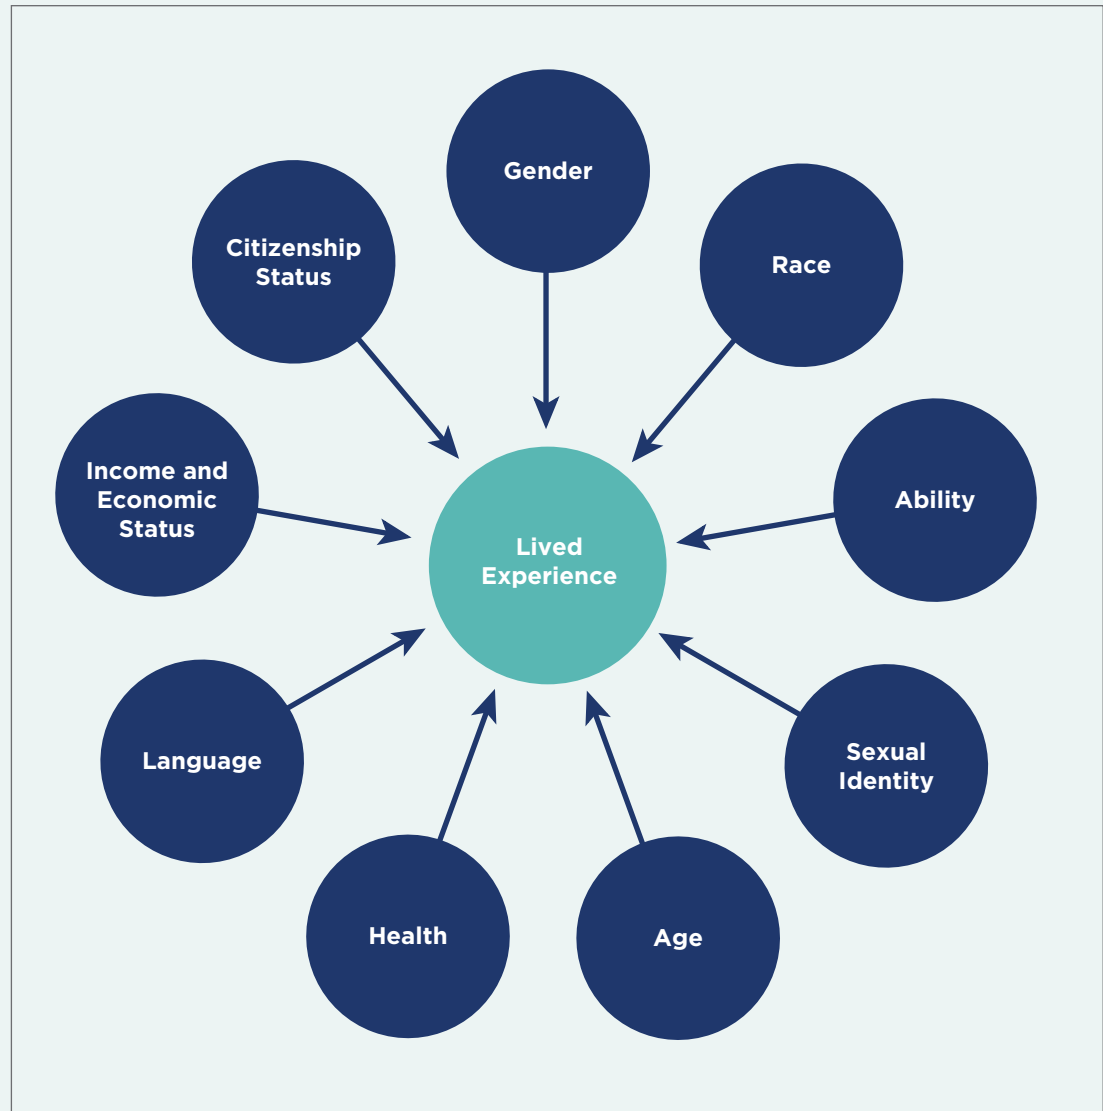 Gender
Citizenship
Status
Race
Income and
Economic
Status
Ability
Lived
Experience
Language
Sexual
Identity
Health
Age